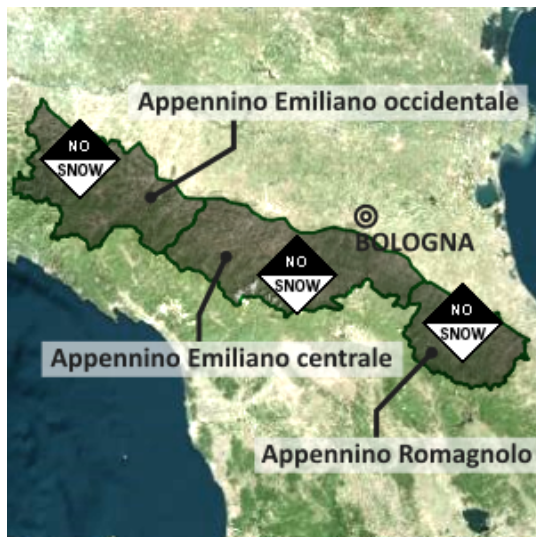 Appennino Emiliano occidentale
NO
SNOW
BOLOGNA
NO
SNOW
NO
SNOW
Appennino Emiliano centrale
Appennino Romagnolo